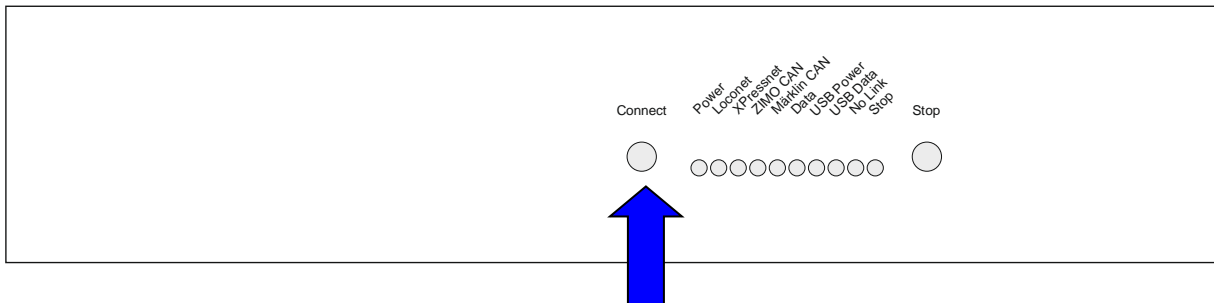 Connect
Power
Loconet
XPressnet
ZIMO CAN
Märklin CAN
Data
USB Power
USB Data
No Link
Stop
Stop